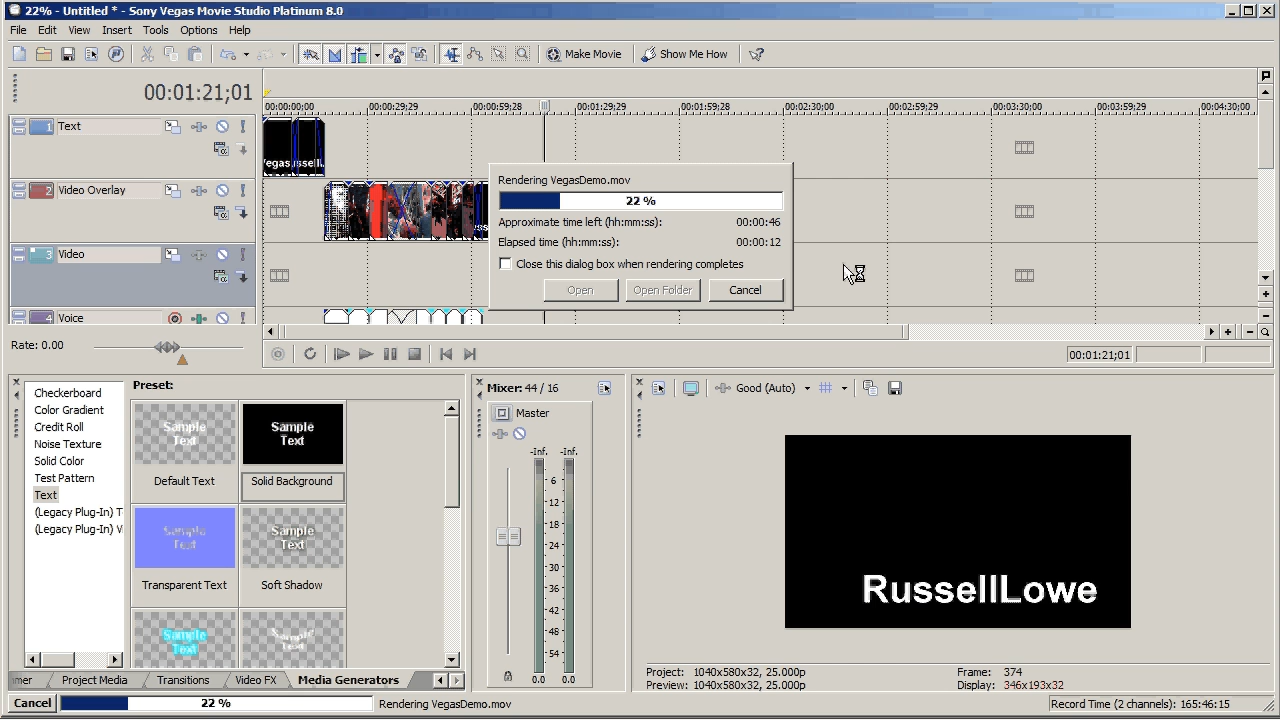 22% - Untitled * - Sony Vegas Movie Studio Platinum 8.0
File Edit View Insert Tools Options Help
Make Movie Show Me How
00:01:21;01
00:00:00;00 00:00:29;29 00:00:59;28 00:01:29;29 00:01:59;28 00:02:30;00 00:02:59;29 00:03:30;00 00:03:59;29 00:04:30;00
1 Text
2 Video Overlay
3 Video
4 Voice
Rendering VegasDemo.mov
22 %
Approximate time left (hh:mm:ss): 00:00:46
Elapsed time (hh:mm:ss): 00:00:12
Close this dialog box when rendering completes
Open Open Folder Cancel
Rate: 0.00
00:01:21;01
Checkerboard
Color Gradient
Credit Roll
Noise Texture
Solid Color
Test Pattern
Text
(Legacy Plug-In) T
(Legacy Plug-In) V
Preset:
Sample Text
Default Text
Sample Text
Solid Background
Sample Text
Transparent Text
Sample Text
Soft Shadow
Sample Text
Sample Text
mer Project Media Transitions Video FX Media Generators
Mixer: 44 / 16
Master
-Inf. -Inf.
6
12
18
24
30
36
42
48
54
0.0 0.0
Good (Auto)
RussellLowe
Project: 1040x580x32, 25.000p
Preview: 1040x580x32, 25.000p
Frame: 374
Display: 346x193x32
Cancel 22 % Rendering VegasDemo.mov
Record Time (2 channels): 165:46:15